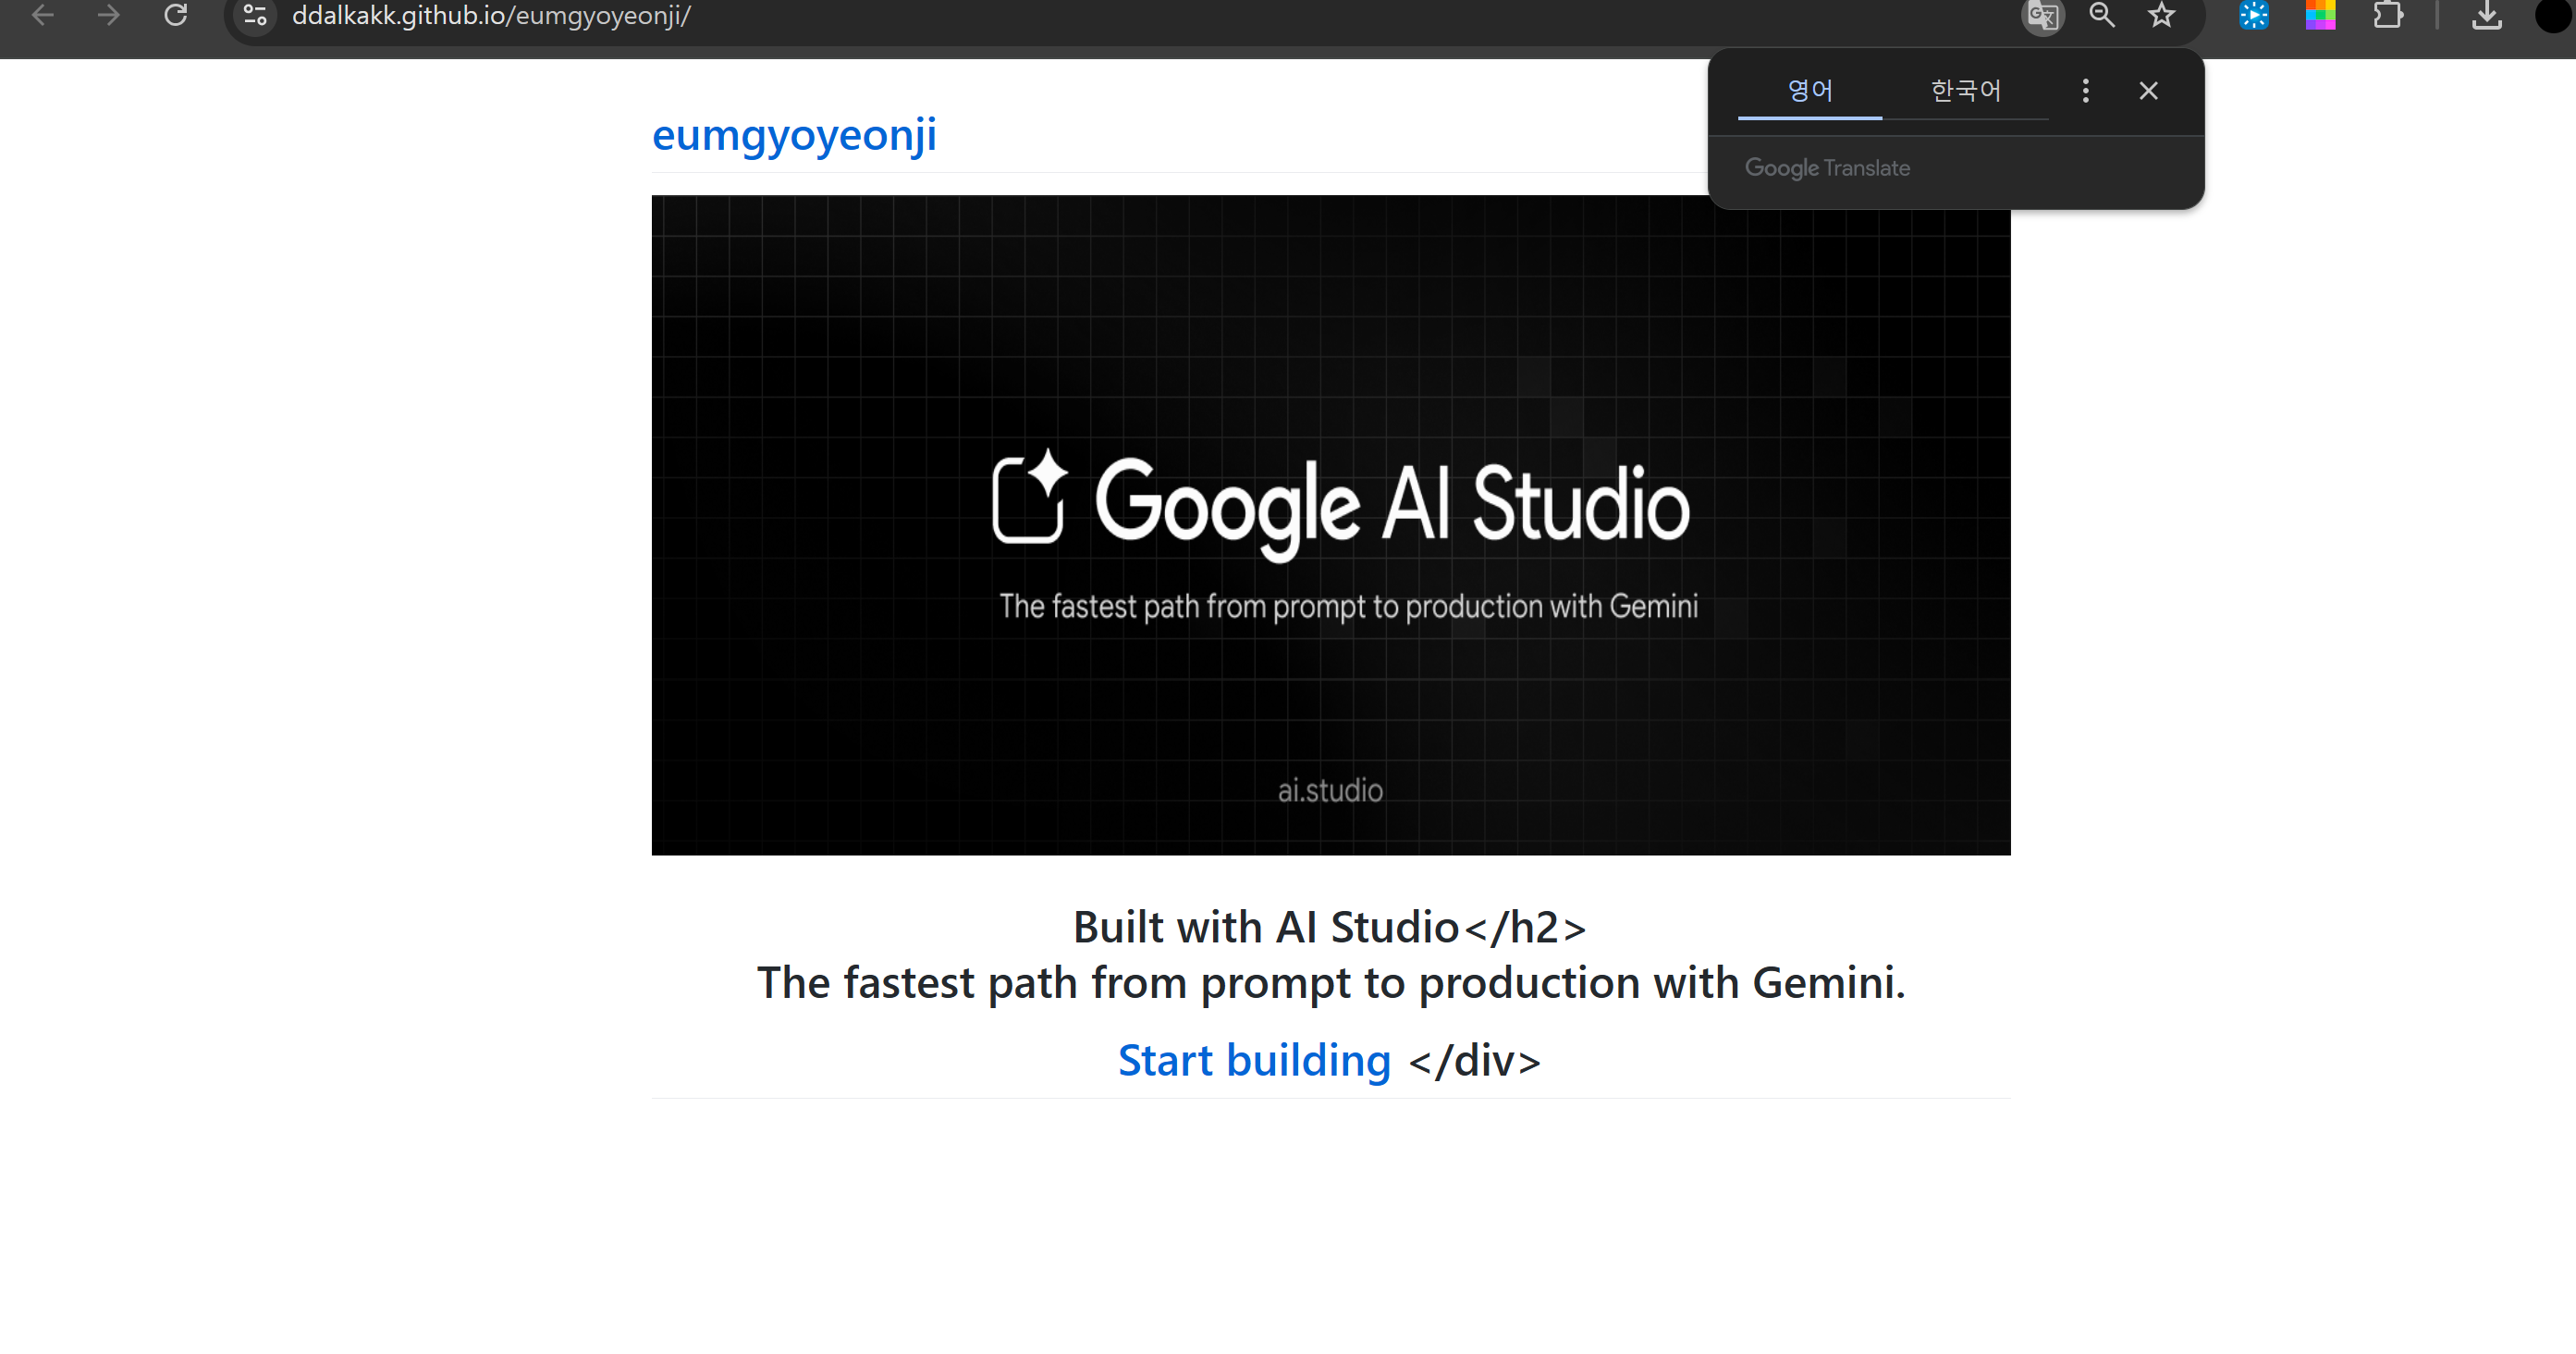 ddalkakk.github.io/eumgyoyeonji/
영어
한국어
Google Translate
eumgyoyeonji
Google AI Studio
The fastest path from prompt to production with Gemini
ai.studio
Built with AI Studio</h2>
The fastest path from prompt to production with Gemini.
Start building </div>